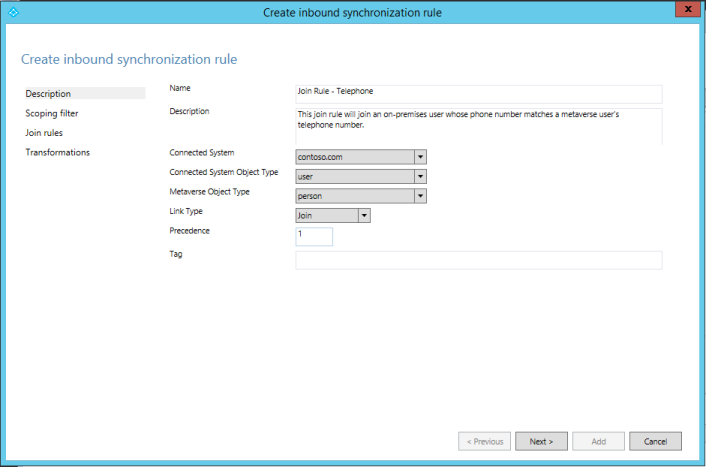 Create inbound synchronization rule
x
Create inbound synchronization rule
Description
Scoping filter
Join rules
Transformations
Name
Join Rule - Telephone
Description
This join rule will join an on-premises user whose phone number matches a metaverse user's
telephone number.
Connected System
contoso.com
Connected System Object Type
user
Metaverse Object Type
person
Link Type
Join
Precedence
1
Tag
< Previous
Next >
Add
Cancel